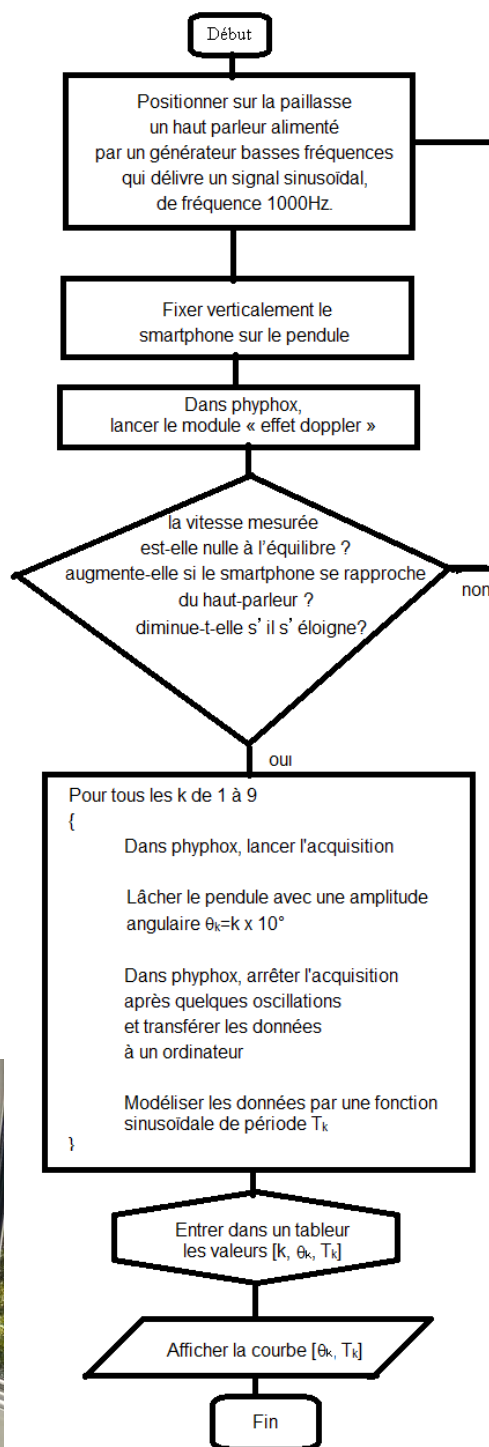 Début
Positionner sur la paillasse
un haut parleur alimenté
par un générateur basses fréquences
qui délivre un signal sinusoïdal,
de fréquence 1000Hz.
Fixer verticalement le
smartphone sur le pendule
Dans phyphox,
lancer le module « effet doppler »
la vitesse mesurée
est-elle nulle à l'équilibre ?
augmente-elle si le smartphone se rapproche
du haut-parleur ?
diminue-t-elle s' il s' éloigne?
non
oui
Pour tous les k de 1 à 9
{
Dans phyphox, lancer l'acquisition
Lâcher le pendule avec une amplitude
angulaire θₖ=k x 10°
Dans phyphox, arrêter l'acquisition
après quelques oscillations
et transférer les données
à un ordinateur
Modéliser les données par une fonction
sinusoïdale de période Tₖ
}
Entrer dans un tableur
les valeurs [k, θₖ, Tₖ]
Afficher la courbe [θₖ, Tₖ]
Fin